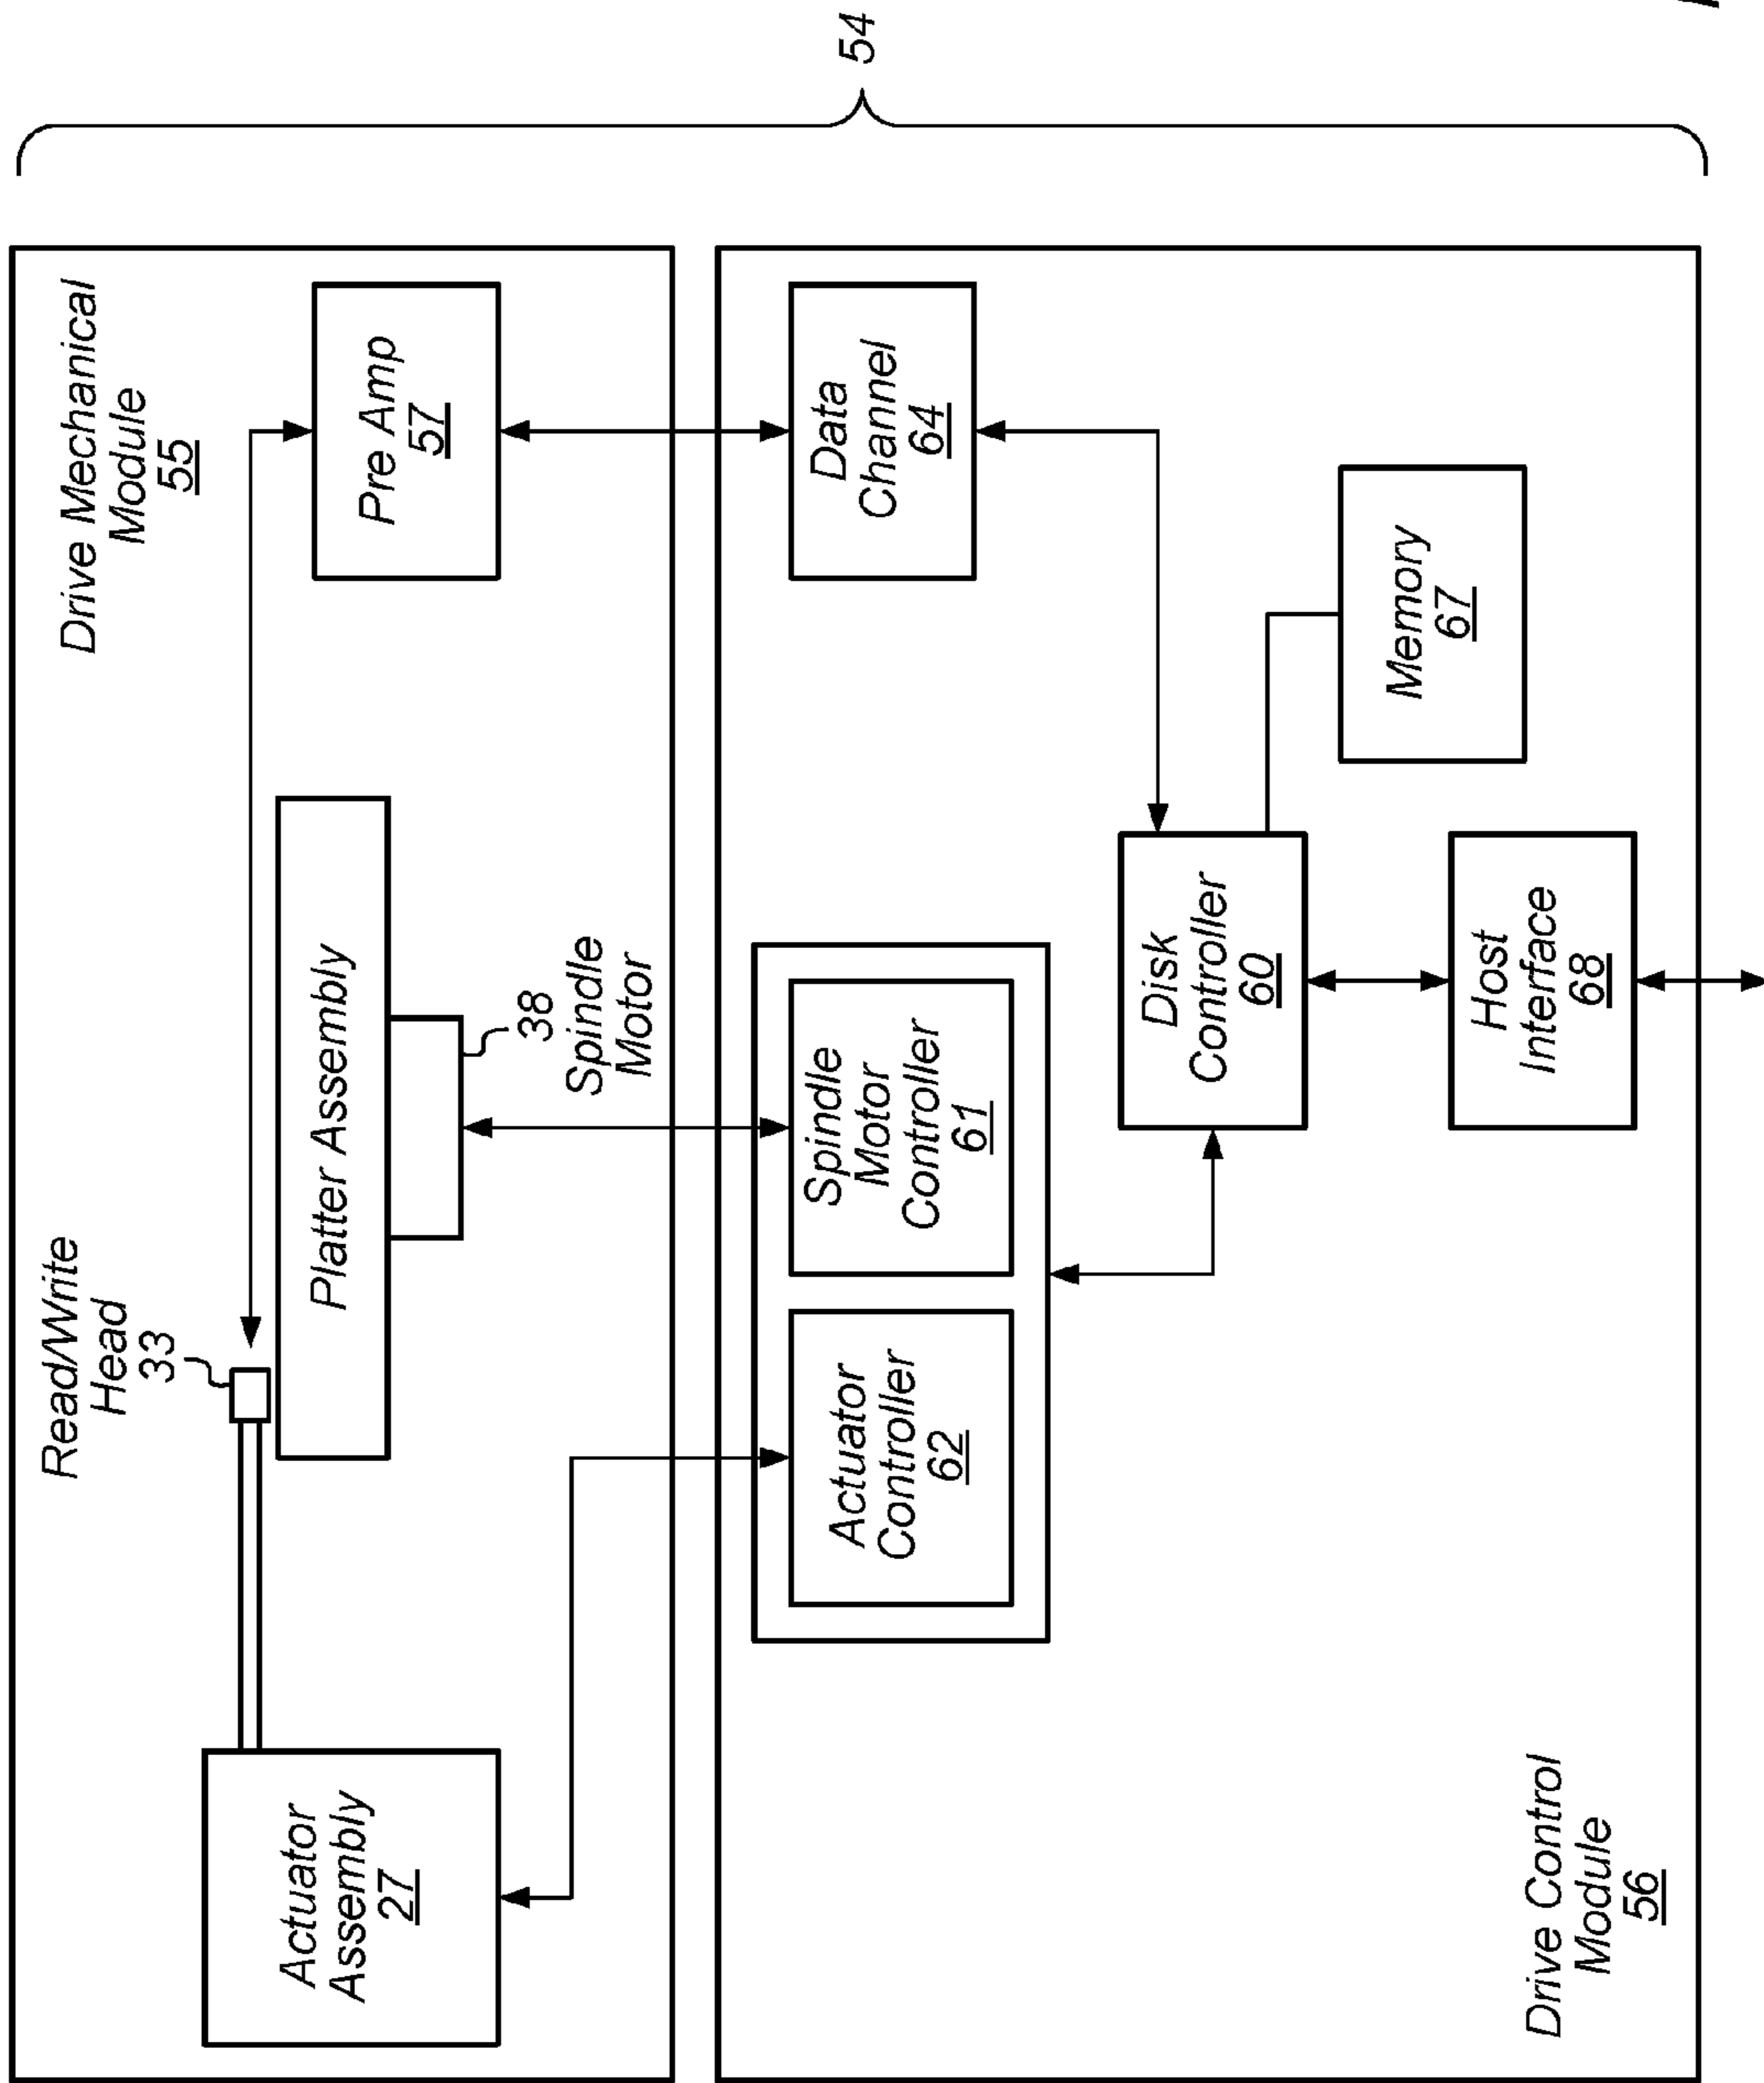 54
Drive Mechanical
Module
55
Read/Write
Head
33
Actuator
Assembly
27
Platter Assembly
38
Spindle
Motor
Pre Amp
57
Actuator
Controller
62
Spindle
Motor
Controller
61
Data
Channel
64
Disk
Controller
60
Memory
67
Host
Interface
68
Drive Control
Module
56